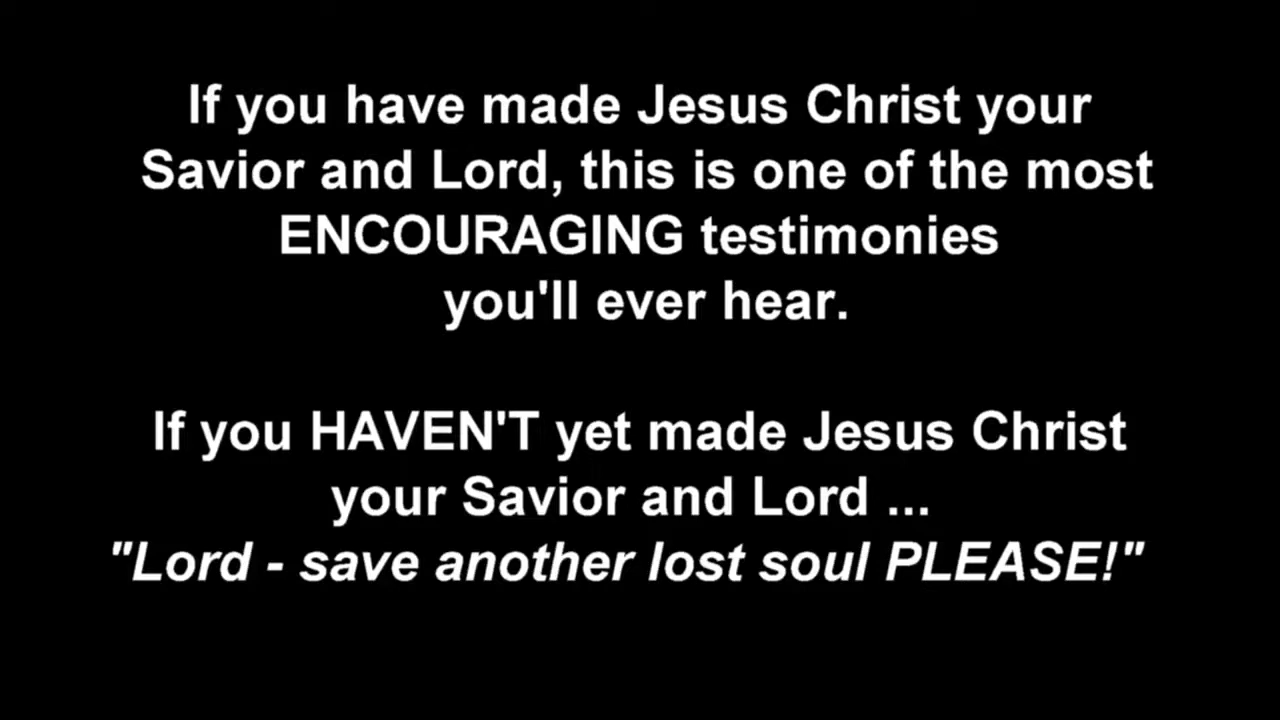 If you have made Jesus Christ your
Savior and Lord, this is one of the most
ENCOURAGING testimonies
you'll ever hear.
If you HAVEN'T yet made Jesus Christ
your Savior and Lord ...
"Lord - save another lost soul PLEASE!"